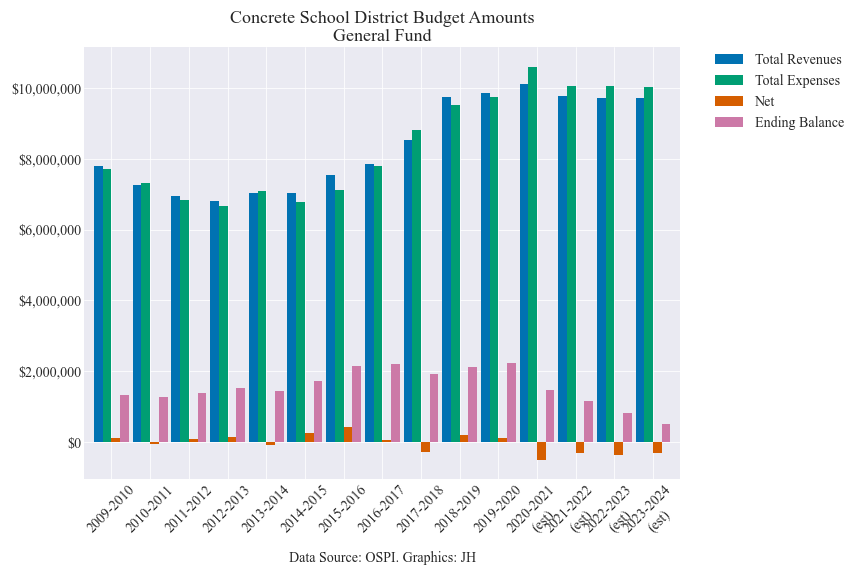 Concrete School District Budget Amounts
General Fund
Total Revenues
Total Expenses
Net
Ending Balance
$10,000,000
$8,000,000
$6,000,000
$4,000,000
$2,000,000
$0
2009-2010
2010-2011
2011-2012
2012-2013
2013-2014
2014-2015
2015-2016
2016-2017
2017-2018
2018-2019
2019-2020
2020-2021
(est)
2021-2022
(est)
2022-2023
(est)
2023-2024
(est)
Data Source: OSPI. Graphics: JH